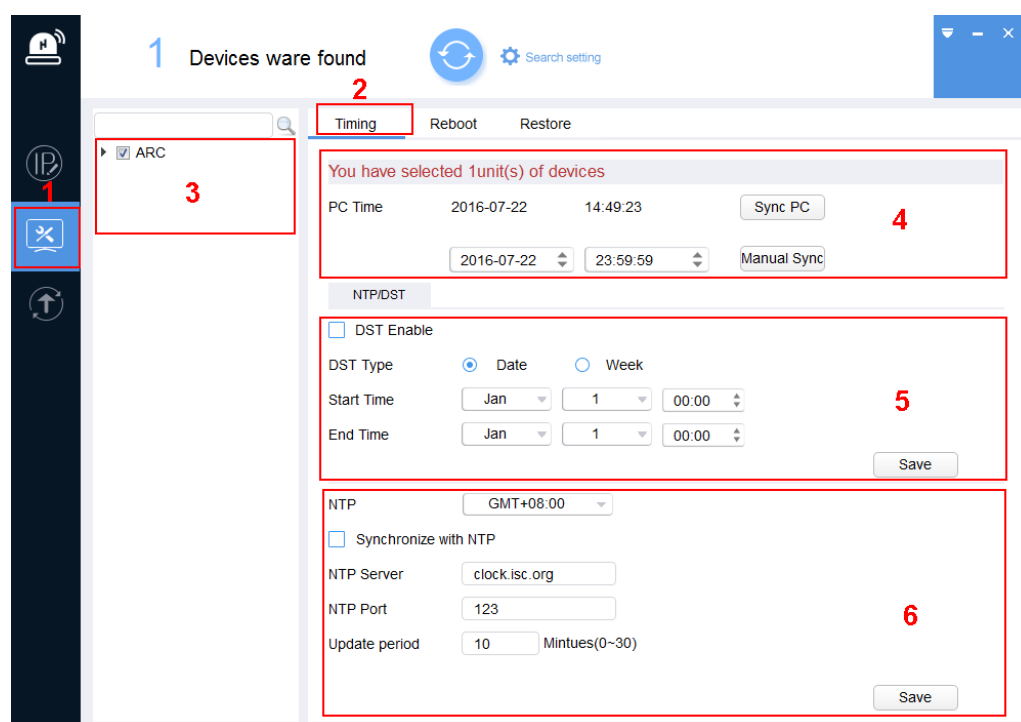 1 Devices ware found Search setting
2
Timing Reboot Restore
ARC
3
IP
1
You have selected 1unit(s) of devices
PC Time 2016-07-22 14:49:23 Sync PC
4
2016-07-22 23:59:59 Manual Sync
NTP/DST
DST Enable
DST Type Date Week
Start Time Jan 1 00:00
5
End Time Jan 1 00:00
Save
NTP GMT+08:00
Synchronize with NTP
NTP Server clock.isc.org
NTP Port 123
6
Update period 10 Mintues(0~30)
Save